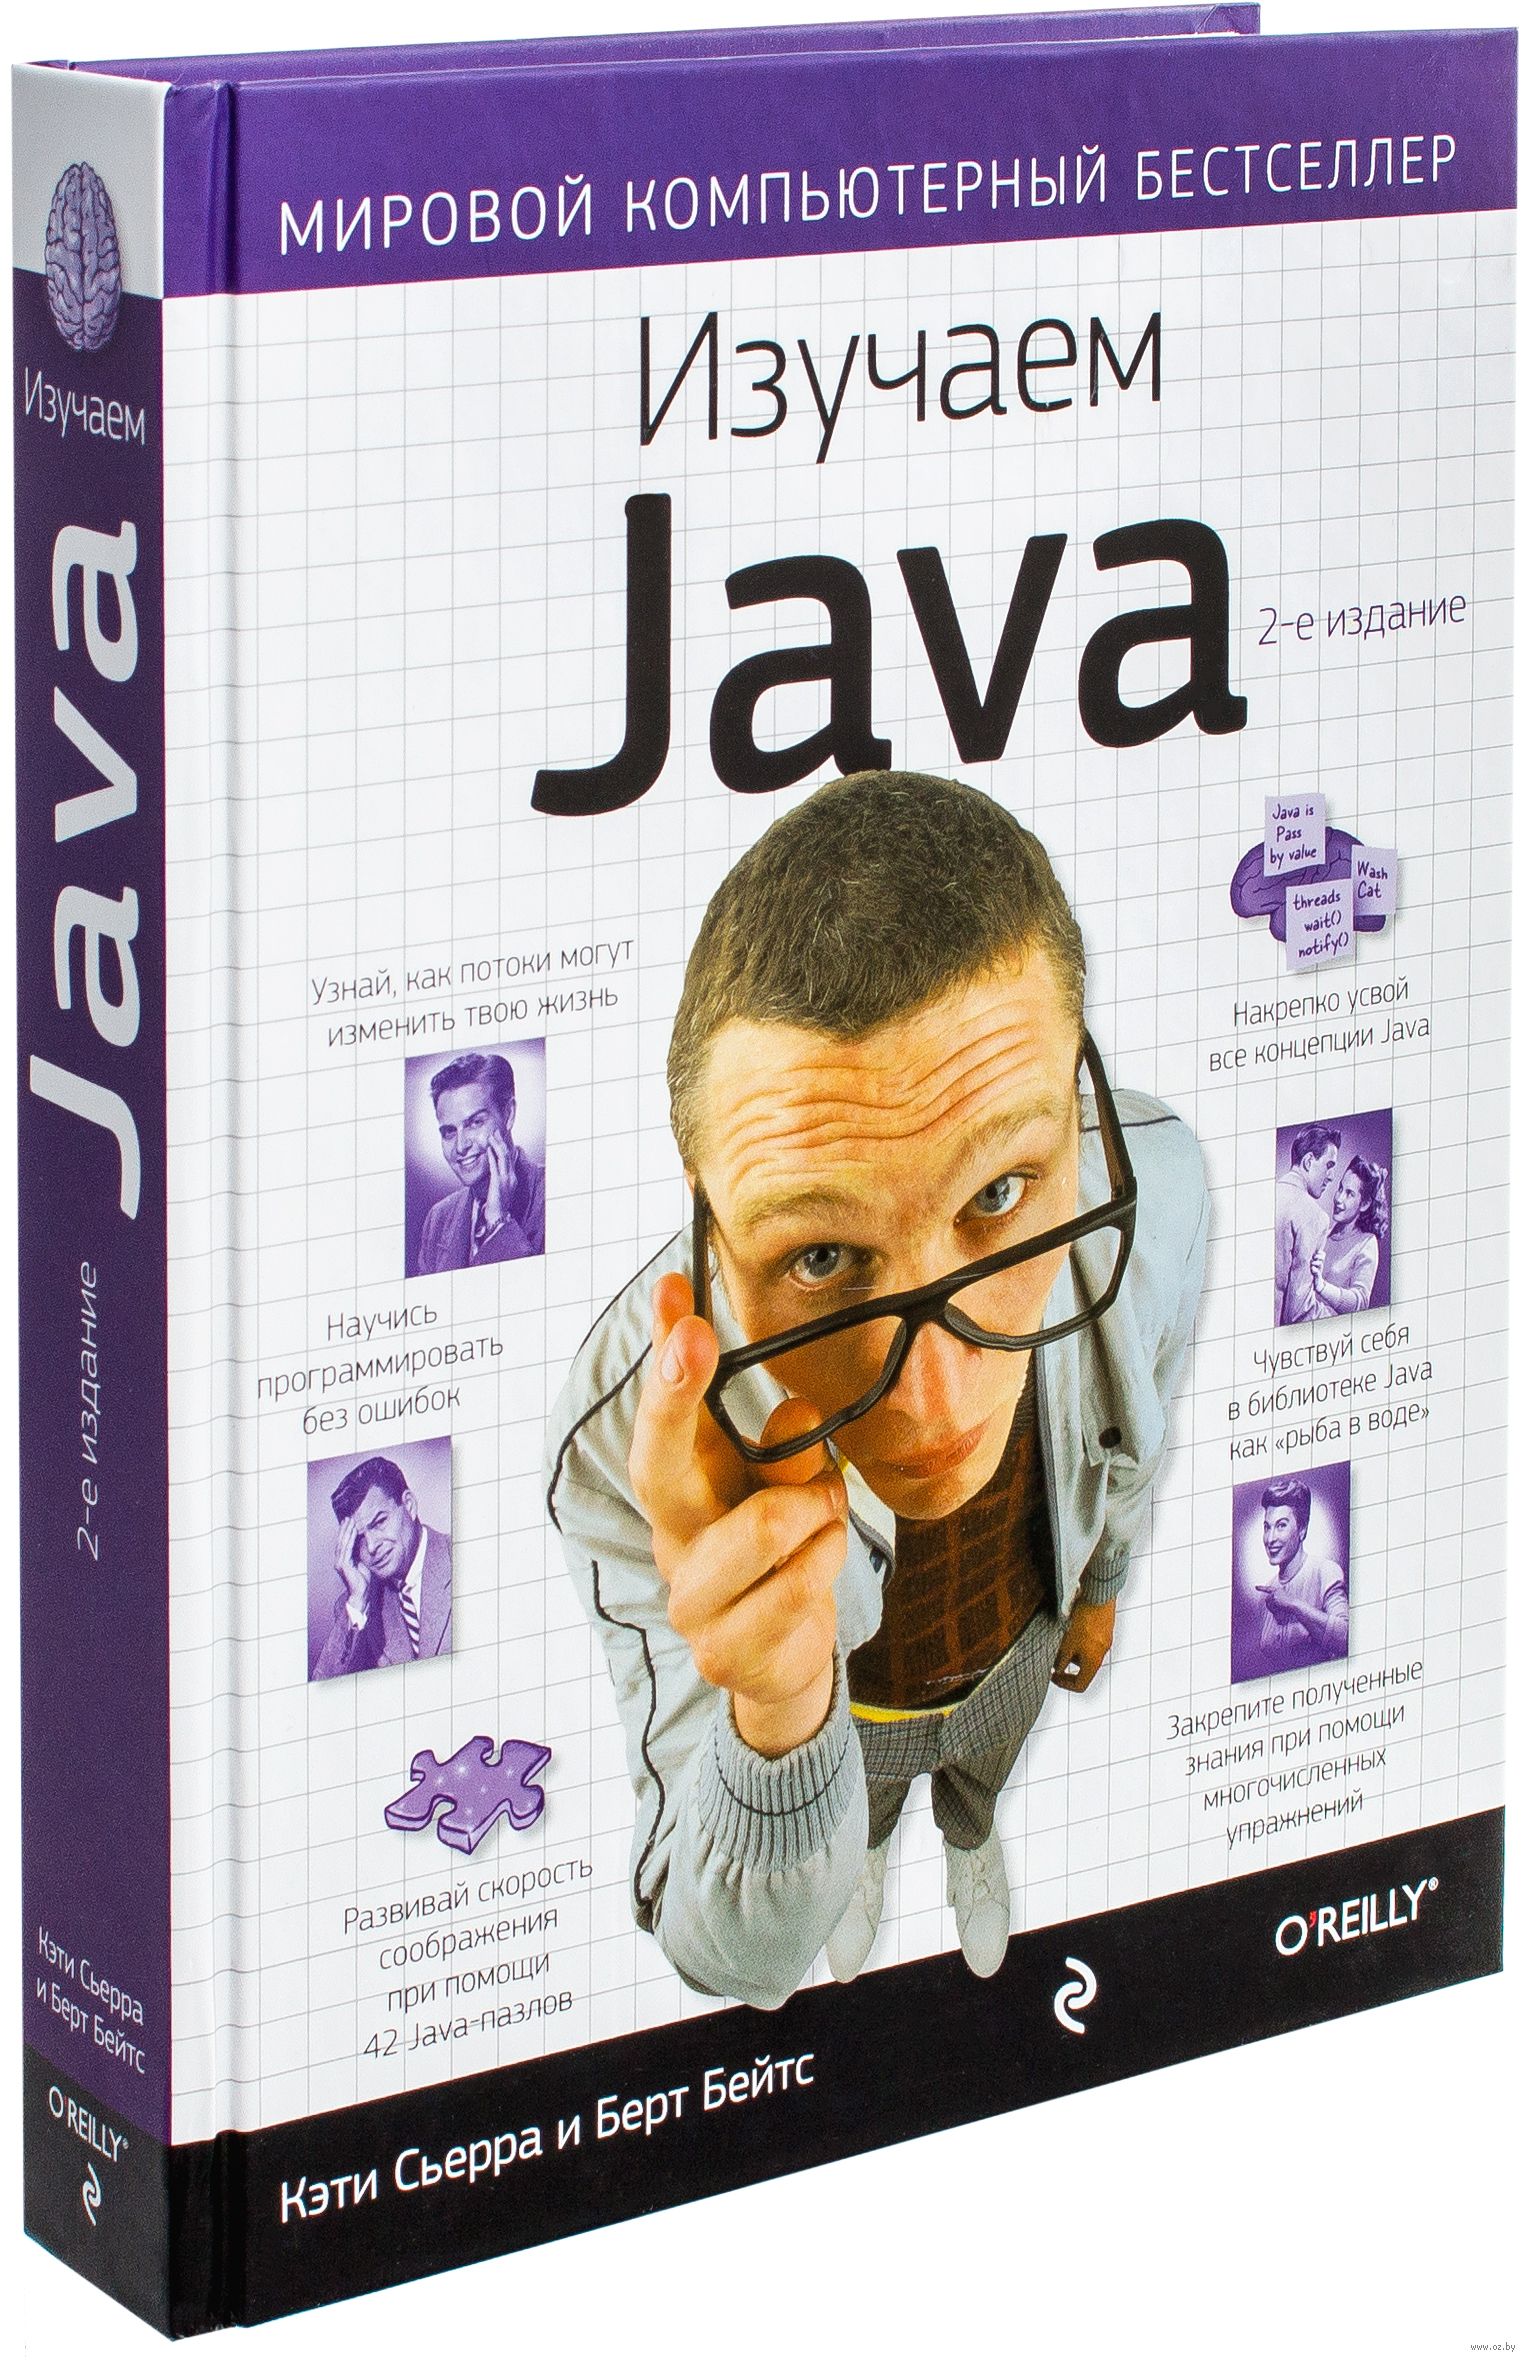 МИРОВОЙ КОМПЬЮТЕРНЫЙ БЕСТСЕЛЛЕР
Изучаем
Java
2-е издание
Java is
Pass
by value
Wash
Cat
threads
wait()
notify()
Узнай, как потоки могут
изменить твою жизнь
Накрепко усвой
все концепции Java
Научись
программировать
без ошибок
Чувствуй себя
в библиотеке Java
как «рыба в воде»
Развивай скорость
соображения
при помощи
42 Java-пазлов
Закрепите полученные
знания при помощи
многочисленных
упражнений
O'REILLY®
Кэти Сьерра и Берт Бейтс
Изучаем
Java
2-е издание
Кэти Сьерра
и Берт Бейтс
O'REILLY®
www.oz.by